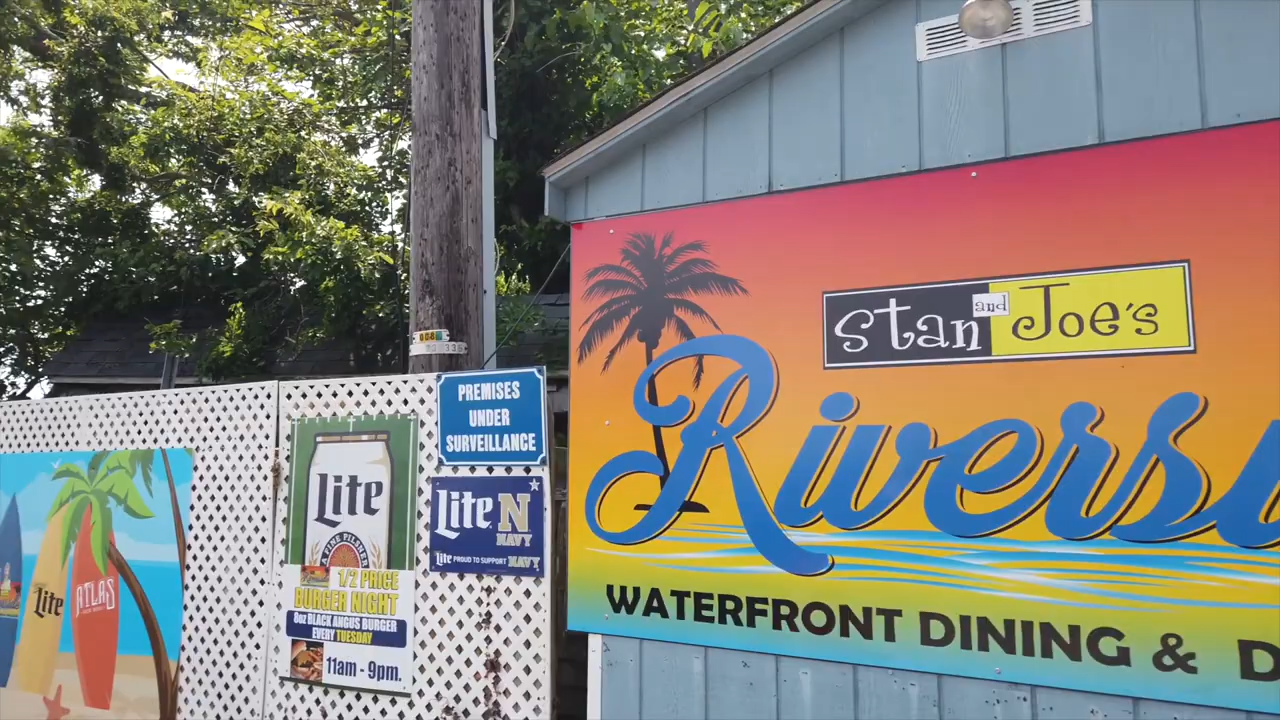 Stan and Joe's
Rivers
WATERFRONT DINING & D
PREMISES
UNDER
SURVEILLANCE
Lite N
NAVY
Lite PROUD TO SUPPORT NAVY
Lite
A FINE PILSNER
1/2 PRICE
BURGER NIGHT
8oz BLACK ANGUS BURGER
EVERY TUESDAY
11am - 9pm.
Lite
ATLAS